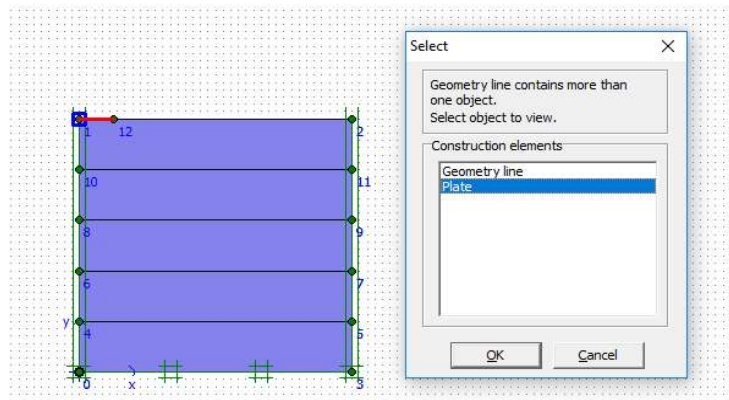 Select
Geometry line contains more than
one object.
Select object to view.
Construction elements
Geometry line
Plate
OK
Cancel
1
12
2
10
11
8
9
6
7
y
4
5
0
x
3